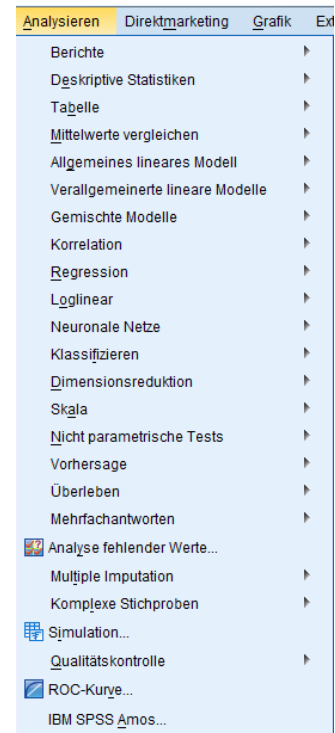 Analysieren Direktmarketing Grafik Ext
Berichte
Deskriptive Statistiken
Tabelle
Mittelwerte vergleichen
Allgemeines lineares Modell
Verallgemeinerte lineare Modelle
Gemischte Modelle
Korrelation
Regression
Loglinear
Neuronale Netze
Klassifizieren
Dimensionsreduktion
Skala
Nicht parametrische Tests
Vorhersage
Überleben
Mehrfachantworten
Analyse fehlender Werte...
Multiple Imputation
Komplexe Stichproben
Simulation...
Qualitätskontrolle
ROC-Kurve...
IBM SPSS Amos...